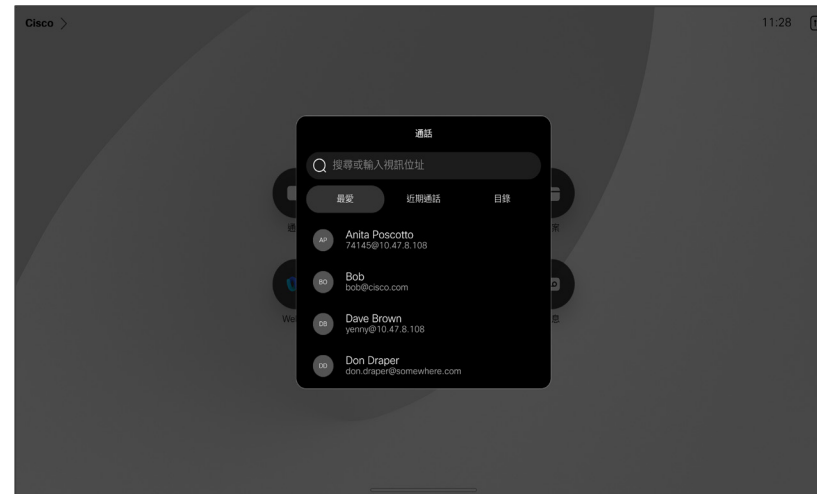 Cisco
11:28
通話
搜尋或輸入視訊位址
最愛 近期通話 目錄
AP
Anita Poscotto
74145@10.47.8.108
BO
Bob
bob@cisco.com
DB
Dave Brown
yenny@10.47.8.108
DD
Don Draper
don.draper@somewhere.com